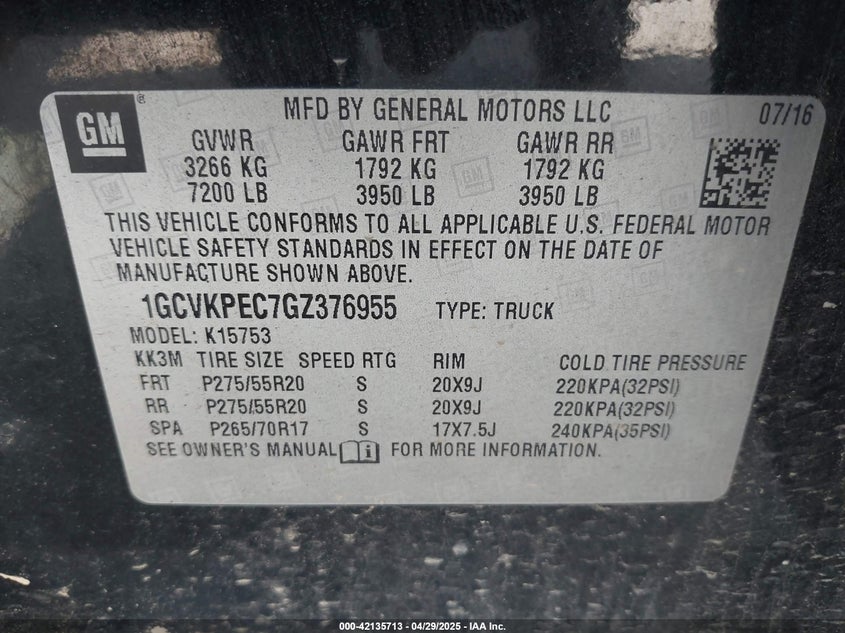 GM ®
MFD BY GENERAL MOTORS LLC 07/16
GVWR GAWR FRT GAWR RR
3266 KG 1792 KG 1792 KG
7200 LB 3950 LB 3950 LB
THIS VEHICLE CONFORMS TO ALL APPLICABLE U.S. FEDERAL MOTOR
VEHICLE SAFETY STANDARDS IN EFFECT ON THE DATE OF
MANUFACTURE SHOWN ABOVE.
1GCVKPEC7GZ376955 TYPE: TRUCK
MODEL: K15753
KK3M TIRE SIZE SPEED RTG RIM COLD TIRE PRESSURE
FRT P275/55R20 S 20X9J 220KPA(32PSI)
RR P275/55R20 S 20X9J 220KPA(32PSI)
SPA P265/70R17 S 17X7.5J 240KPA(35PSI)
SEE OWNER'S MANUAL FOR MORE INFORMATION.
000-42135713 - 04/29/2025 - IAA Inc.